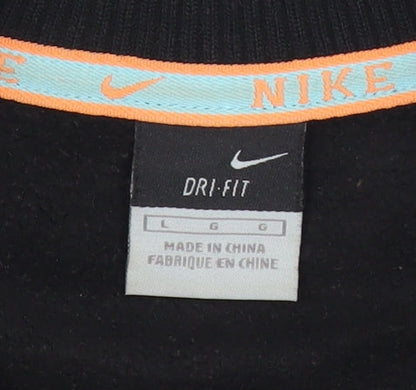 E NIKE
DRI-FIT
L G G
MADE IN CHINA
FABRIQUE EN CHINE